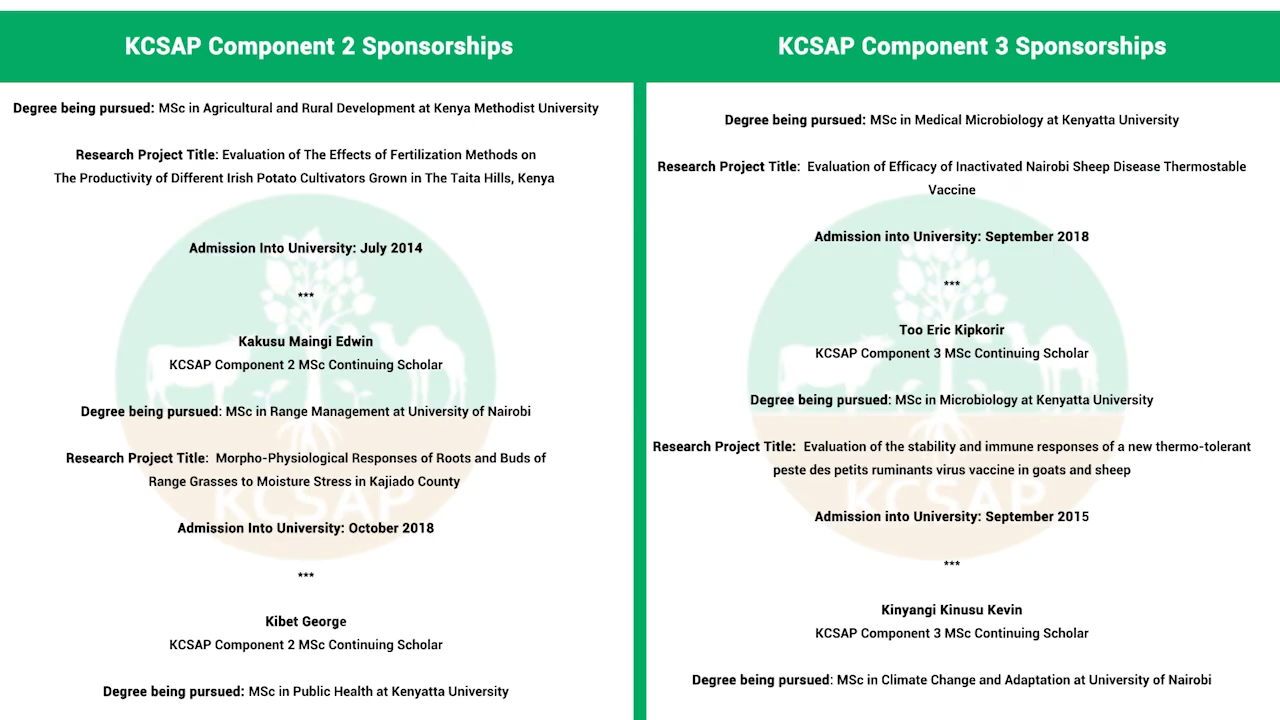 KCSAP Component 2 Sponsorships
Degree being pursued: MSc in Agricultural and Rural Development at Kenya Methodist University
Research Project Title: Evaluation of The Effects of Fertilization Methods on
The Productivity of Different Irish Potato Cultivators Grown in The Taita Hills, Kenya
Admission Into University: July 2014
***
Kakusu Maingi Edwin
KCSAP Component 2 MSc Continuing Scholar
Degree being pursued: MSc in Range Management at University of Nairobi
Research Project Title: Morpho-Physiological Responses of Roots and Buds of
Range Grasses to Moisture Stress in Kajiado County
Admission Into University: October 2018
***
Kibet George
KCSAP Component 2 MSc Continuing Scholar
Degree being pursued: MSc in Public Health at Kenyatta University
KCSAP
KCSAP Component 3 Sponsorships
Degree being pursued: MSc in Medical Microbiology at Kenyatta University
Research Project Title: Evaluation of Efficacy of Inactivated Nairobi Sheep Disease Thermostable
Vaccine
Admission into University: September 2018
***
Too Eric Kipkorir
KCSAP Component 3 MSc Continuing Scholar
Degree being pursued: MSc in Microbiology at Kenyatta University
Research Project Title: Evaluation of the stability and immune responses of a new thermo-tolerant
peste des petits ruminants virus vaccine in goats and sheep
Admission into University: September 2015
***
Kinyangi Kinusu Kevin
KCSAP Component 3 MSc Continuing Scholar
Degree being pursued: MSc in Climate Change and Adaptation at University of Nairobi
KCSAP